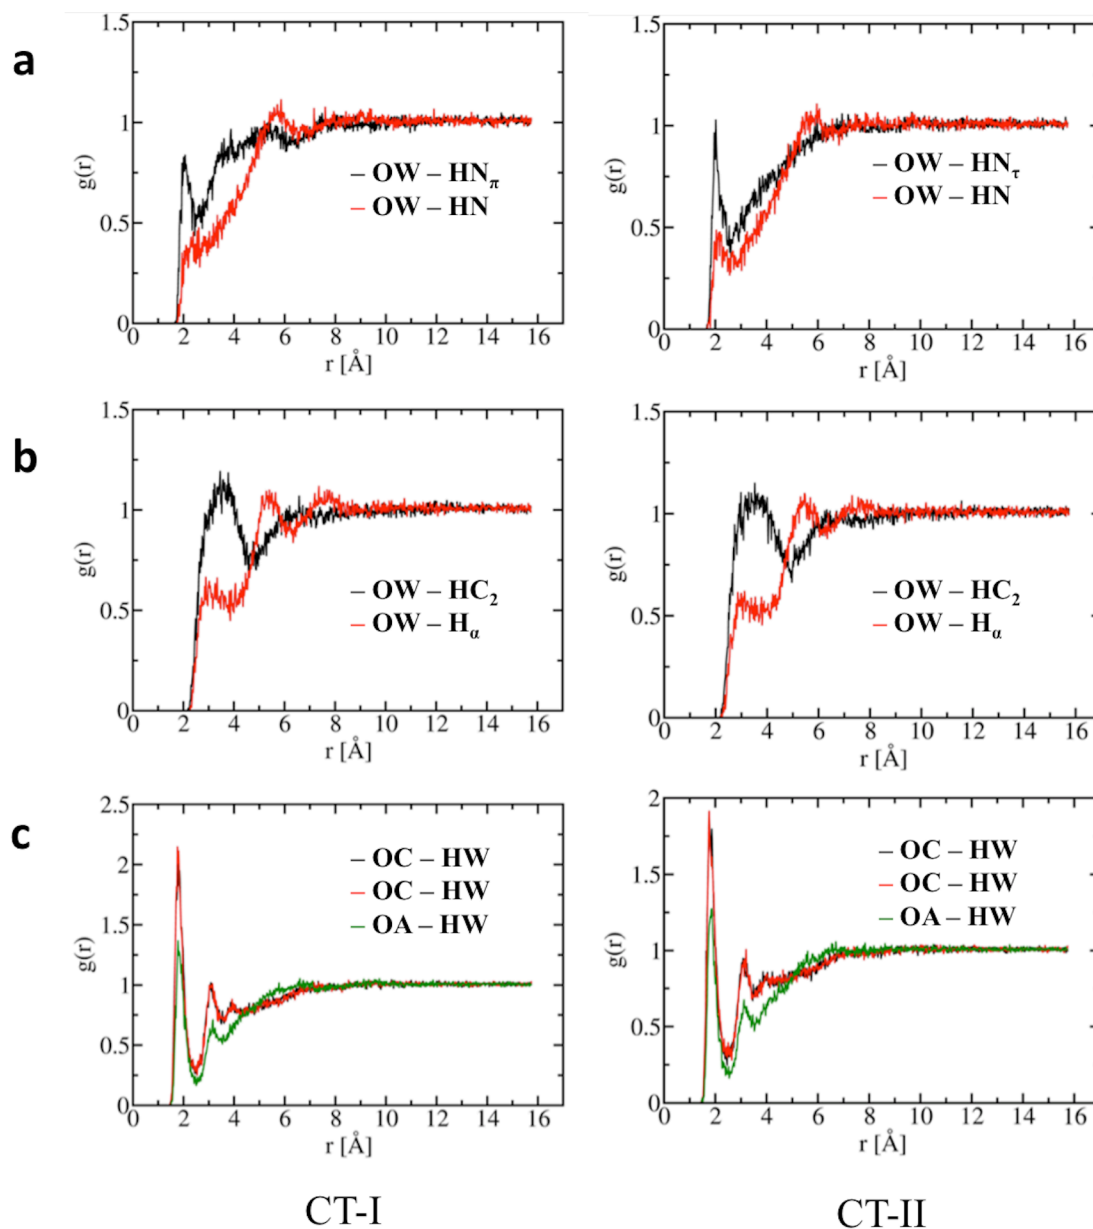 a
1.5
1
0.5
0
g(r)
– OW – HNπ
– OW – HN
2 4 6 8 10 12 14 16
r [Å]
1.5
1
0.5
0
g(r)
– OW – HNτ
– OW – HN
0 2 4 6 8 10 12 14 16
r [Å]
b
1.5
1
0.5
0
g(r)
– OW – HC₂
– OW – Hα
2 4 6 8 10 12 14 16
r [Å]
1.5
1
0.5
0
g(r)
– OW – HC₂
– OW – Hα
0 2 4 6 8 10 12 14 16
r [Å]
c
2.5
2
1.5
1
0.5
0
g(r)
– OC – HW
– OC – HW
– OA – HW
2 4 6 8 10 12 14 16
r [Å]
2
1.5
1
0.5
0
g(r)
– OC – HW
– OC – HW
– OA – HW
0 2 4 6 8 10 12 14 16
r [Å]
CT-I
CT-II